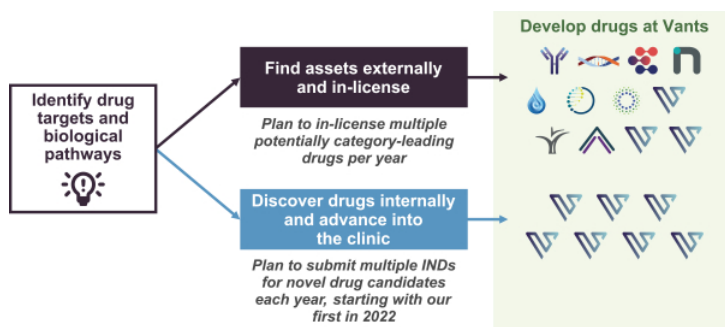 Develop drugs at Vants
Find assets externally
and in-license
Identify drug
targets and
biological
pathways
Plan to in-license multiple
potentially category-leading
drugs per year
Discover drugs internally
and advance into
the clinic
Plan to submit multiple INDs
for novel drug candidates
each year, starting with our
first in 2022